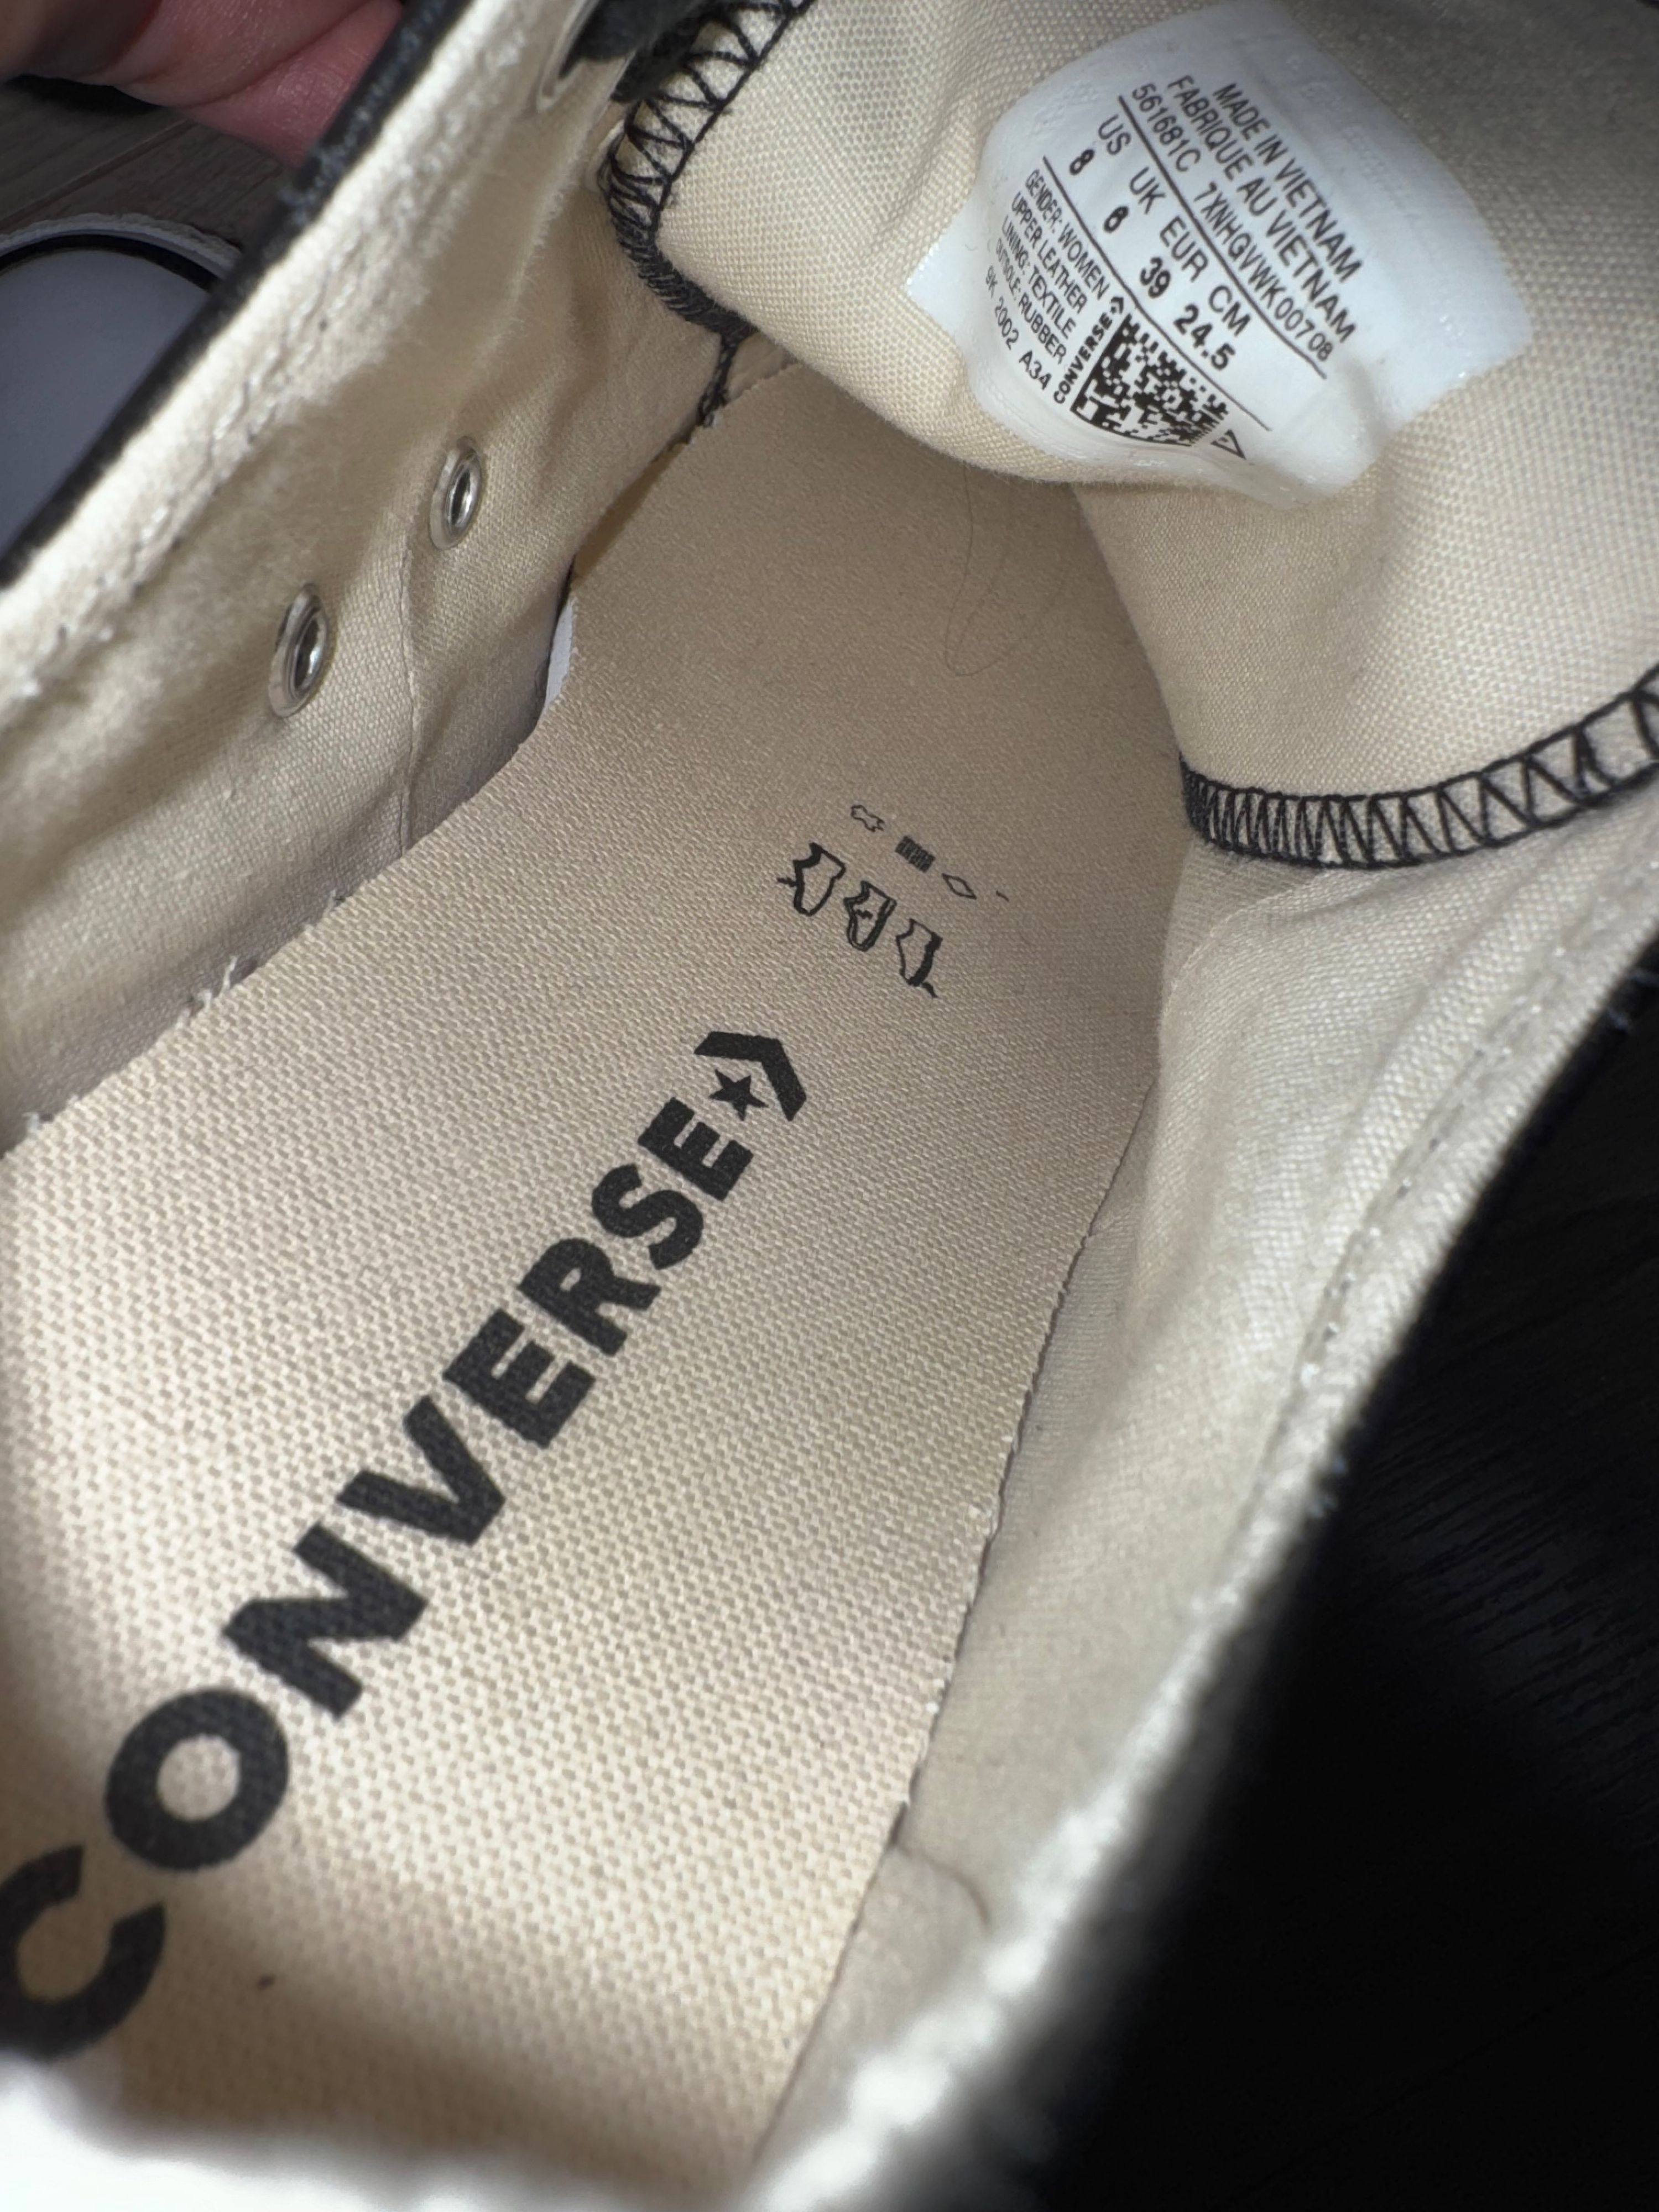 MADE IN VIETNAM
FABRIQUE AU VIETNAM
561681C 7XNHGVWK00708
US UK EUR CM
8 6 39 24.5
GENDER: WOMEN
UPPER LEATHER
LINING: TEXTILE
OUTSOLE: RUBBER
9K 2002 A34
CONVERSE
CONVERSE